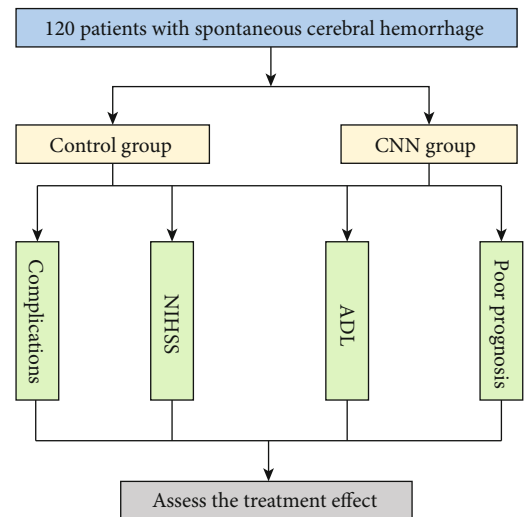 120 patients with spontaneous cerebral hemorrhage
Control group
CNN group
Complications
NIHSS
ADL
Poor prognosis
Assess the treatment effect